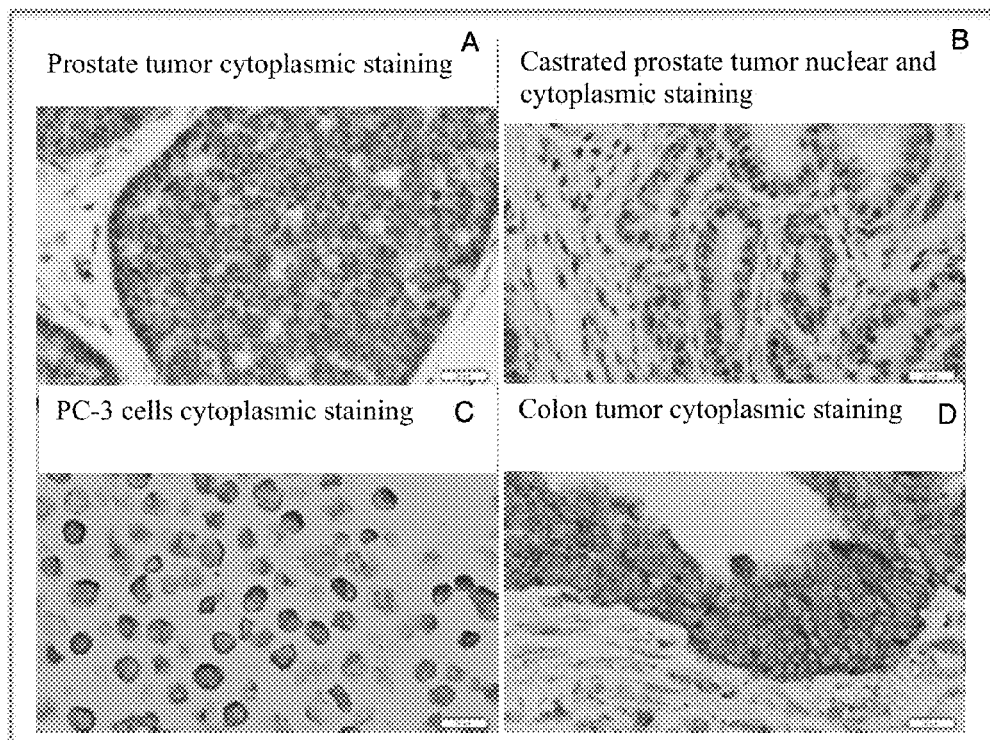 A
Prostate tumor cytoplasmic staining
B
Castrated prostate tumor nuclear and
cytoplasmic staining
PC-3 cells cytoplasmic staining
C
Colon tumor cytoplasmic staining
D